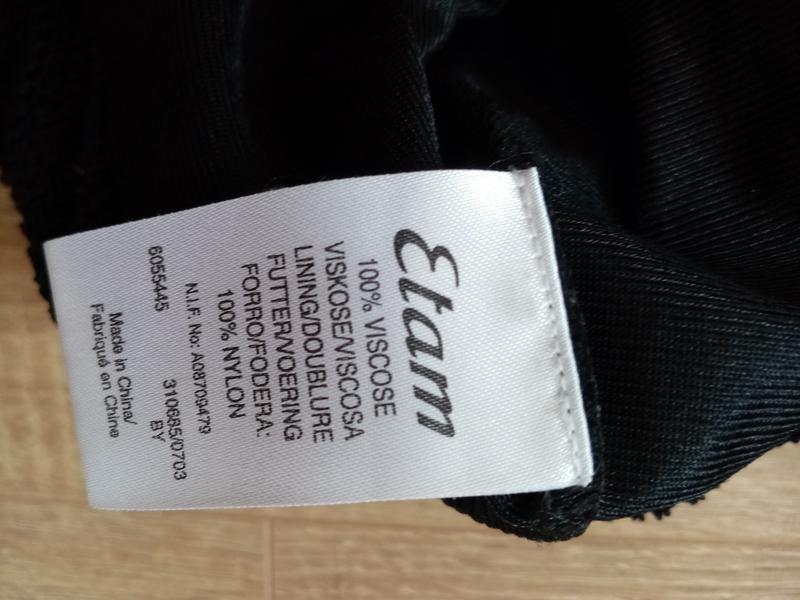 Etam
100% VISCOSE
VISKOSE/VISCOSA
LINING/DOUBLURE
FUTTER/VOERING
FORRO/FODERA:
100% NYLON
N.I.F. No: A08709479
6055445 310685/0703
BY
Made in China/
Fabriqué en Chine